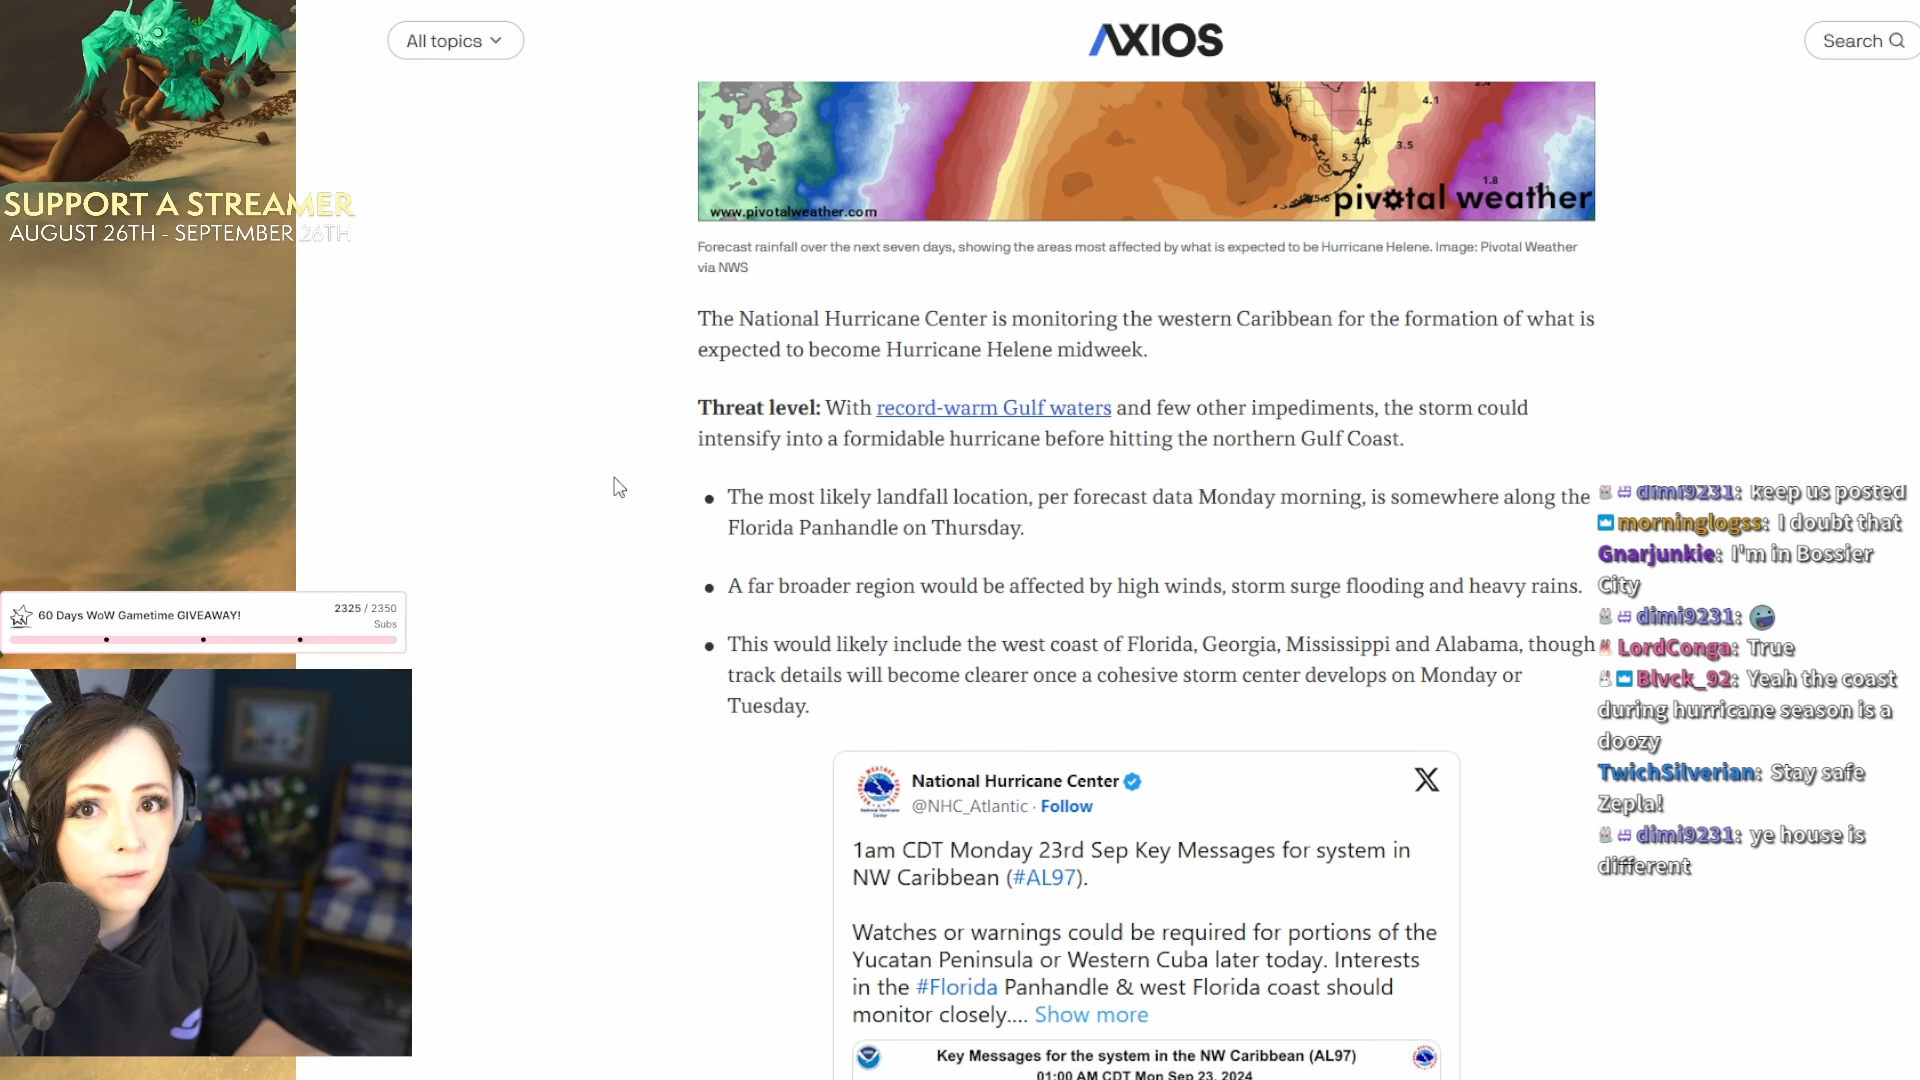 All topics
AXIOS
Search
4.4
4.1
4.5
6.8
4.6
3.5
5.3
1.8
www.pivotalweather.com
pivotal weather
SUPPORT A STREAMER
AUGUST 26TH - SEPTEMBER 26TH
Forecast rainfall over the next seven days, showing the areas most affected by what is expected to be Hurricane Helene. Image: Pivotal Weather
via NWS
The National Hurricane Center is monitoring the western Caribbean for the formation of what is
expected to become Hurricane Helene midweek.
Threat level: With record-warm Gulf waters and few other impediments, the storm could
intensify into a formidable hurricane before hitting the northern Gulf Coast.
The most likely landfall location, per forecast data Monday morning, is somewhere along the
Florida Panhandle on Thursday.
A far broader region would be affected by high winds, storm surge flooding and heavy rains.
This would likely include the west coast of Florida, Georgia, Mississippi and Alabama, though
track details will become clearer once a cohesive storm center develops on Monday or
Tuesday.
60 Days WoW Gametime GIVEAWAY!
2325 / 2350
Subs
National Hurricane Center
@NHC_Atlantic · Follow
1am CDT Monday 23rd Sep Key Messages for system in
NW Caribbean (#AL97).
Watches or warnings could be required for portions of the
Yucatan Peninsula or Western Cuba later today. Interests
in the #Florida Panhandle & west Florida coast should
monitor closely.... Show more
Key Messages for the system in the NW Caribbean (AL97)
01:00 AM CDT Mon Sep 23, 2024
dimi9231: keep us posted
morninglogss: I doubt that
Gnarjunkie: I'm in Bossier
City
dimi9231:
LordConga: True
Blvck_92: Yeah the coast
during hurricane season is a
doozy
TwichSilverian: Stay safe
Zepla!
dimi9231: ye house is
different